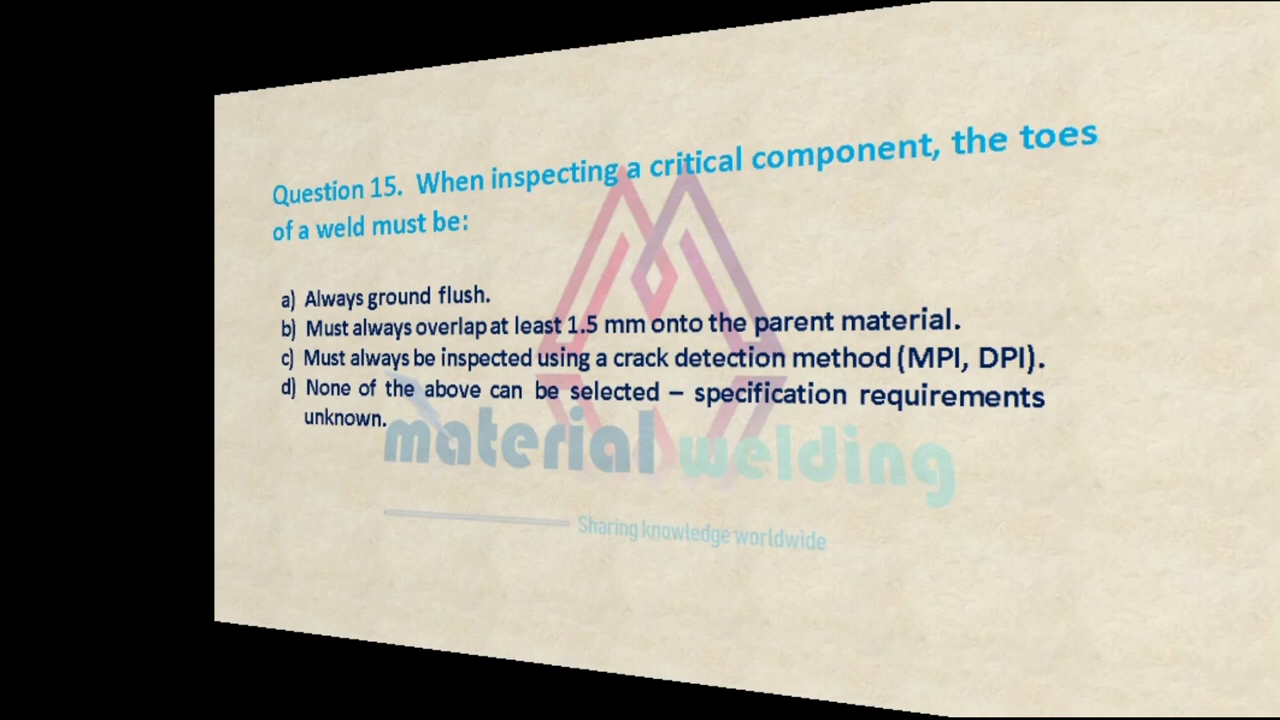 Question 15. When inspecting a critical component, the toes
of a weld must be:
a) Always ground flush.
b) Must always overlap at least 1.5 mm onto the parent material.
c) Must always be inspected using a crack detection method (MPI, DPI).
d) None of the above can be selected – specification requirements
unknown.
material welding
Sharing knowledge worldwide